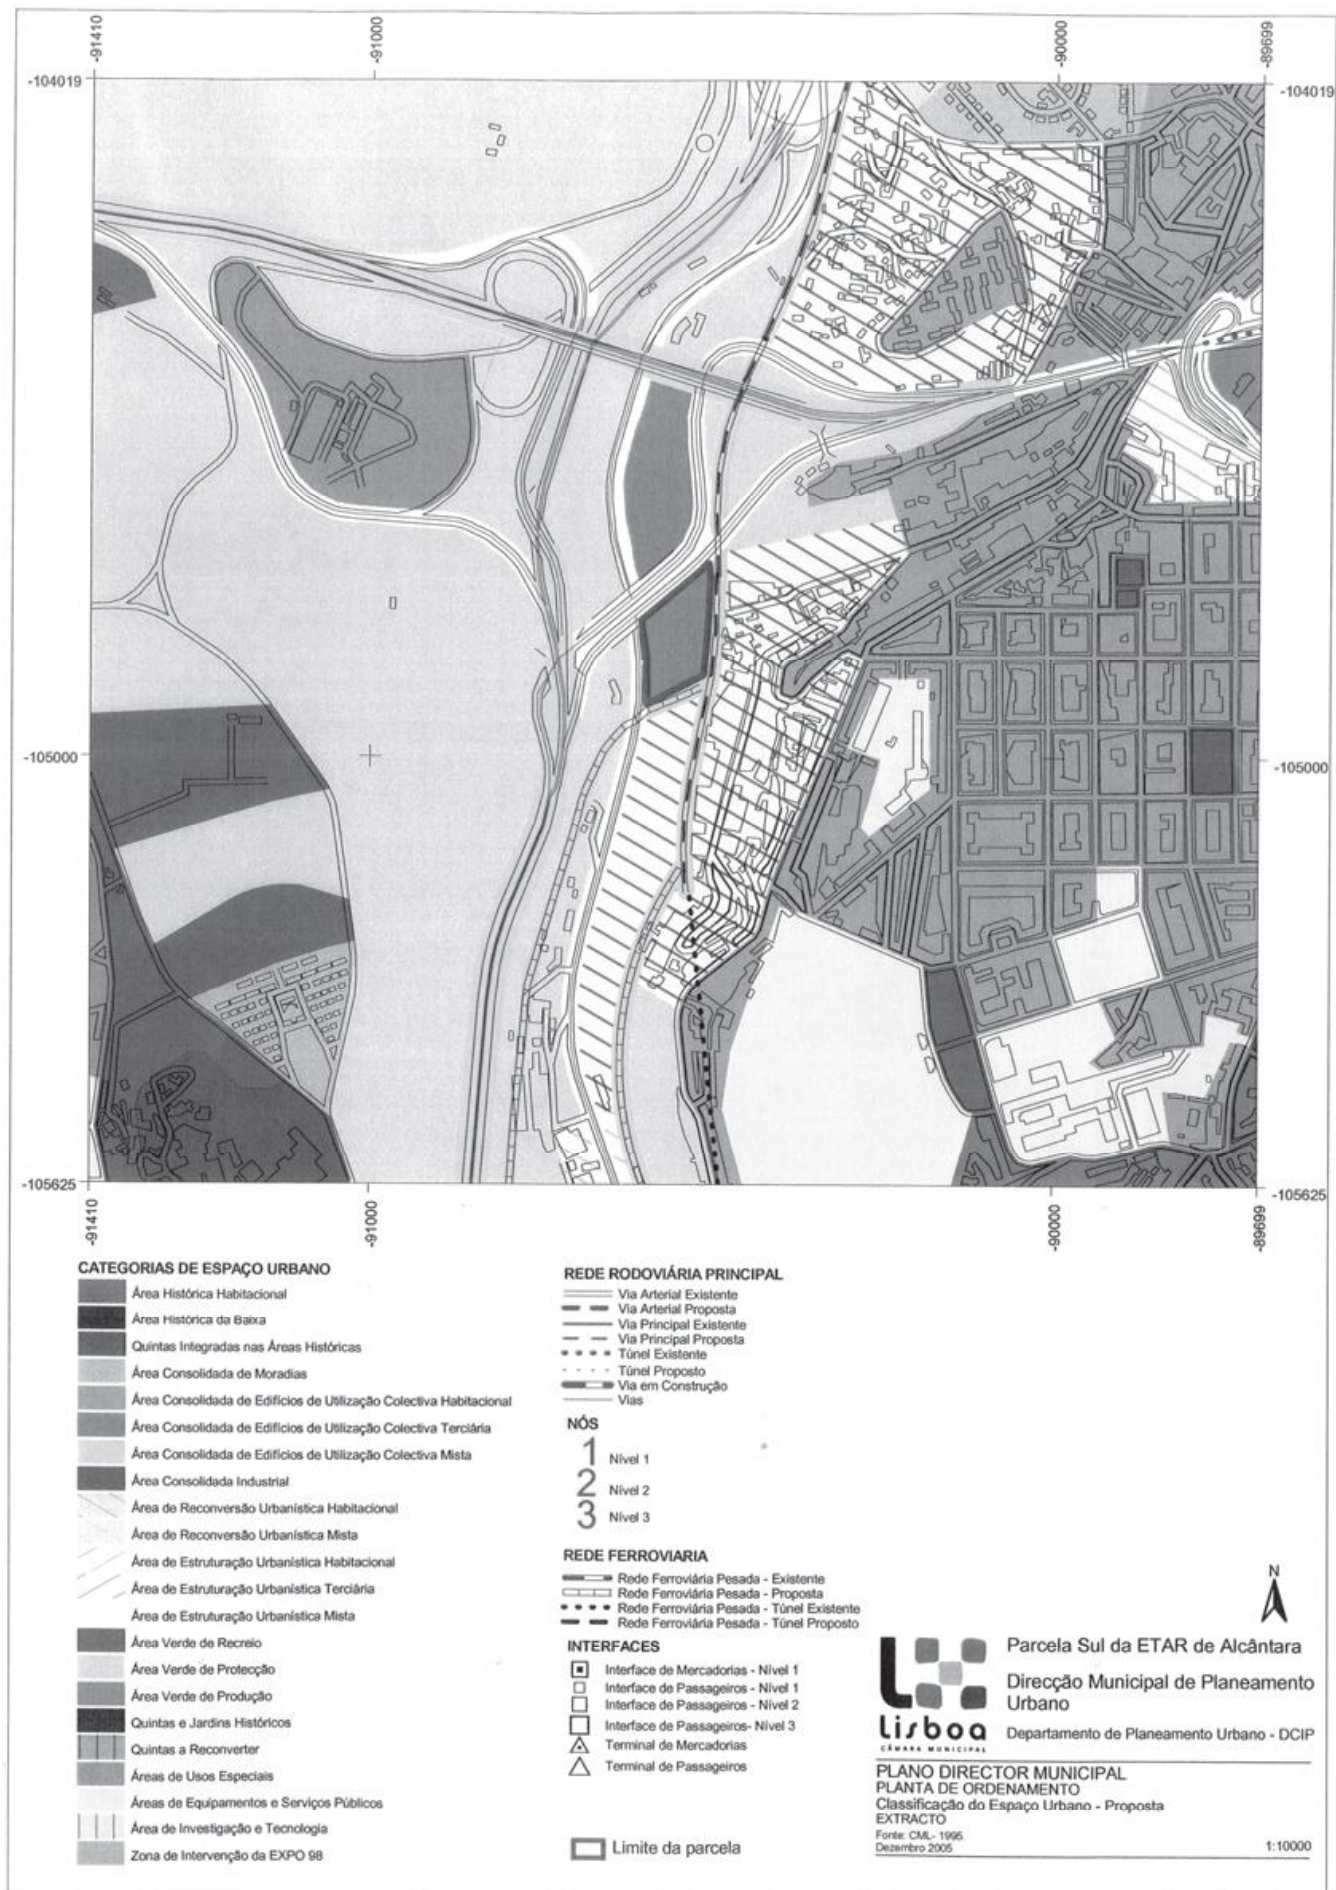 -91410
-91000
-90000
-89699
-104019
-104019
-105000
-105000
-105625
-105625
-91410
-91000
-90000
-89699
CATEGORIAS DE ESPAÇO URBANO
Área Histórica Habitacional
Área Histórica da Baixa
Quintas Integradas nas Áreas Históricas
Área Consolidada de Moradias
Área Consolidada de Edifícios de Utilização Colectiva Habitacional
Área Consolidada de Edifícios de Utilização Colectiva Terciária
Área Consolidada de Edifícios de Utilização Colectiva Mista
Área Consolidada Industrial
Área de Reconversão Urbanística Habitacional
Área de Reconversão Urbanística Mista
Área de Estruturação Urbanística Habitacional
Área de Estruturação Urbanística Terciária
Área de Estruturação Urbanística Mista
Área Verde de Recreio
Área Verde de Protecção
Área Verde de Produção
Quintas e Jardins Históricos
Quintas a Reconverter
Áreas de Usos Especiais
Áreas de Equipamentos e Serviços Públicos
Área de Investigação e Tecnologia
Zona de Intervenção da EXPO 98
REDE RODOVIÁRIA PRINCIPAL
Via Arterial Existente
Via Arterial Proposta
Via Principal Existente
Via Principal Proposta
Túnel Existente
Túnel Proposto
Via em Construção
Vias
NÓS
1 Nível 1
2 Nível 2
3 Nível 3
REDE FERROVIARIA
Rede Ferroviária Pesada - Existente
Rede Ferroviária Pesada - Proposta
Rede Ferroviária Pesada - Túnel Existente
Rede Ferroviária Pesada - Túnel Proposto
INTERFACES
Interface de Mercadorias - Nível 1
Interface de Passageiros - Nível 1
Interface de Passageiros - Nível 2
Interface de Passageiros- Nível 3
Terminal de Mercadorias
Terminal de Passageiros
Limite da parcela
N
Lisboa
CÂMARA MUNICIPAL
Parcela Sul da ETAR de Alcântara
Direcção Municipal de Planeamento
Urbano
Departamento de Planeamento Urbano - DCIP
PLANO DIRECTOR MUNICIPAL
PLANTA DE ORDENAMENTO
Classificação do Espaço Urbano - Proposta
EXTRACTO
Fonte: CML- 1995.
Dezembro 2005
1:10000